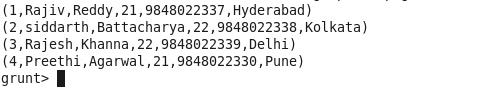 (1,Rajiv,Reddy,21,9848022337,Hyderabad)
(2,siddarth,Battacharya,22,9848022338,Kolkata)
(3,Rajesh,Khanna,22,9848022339,Delhi)
(4,Preethi,Agarwal,21,9848022330,Pune)
grunt>